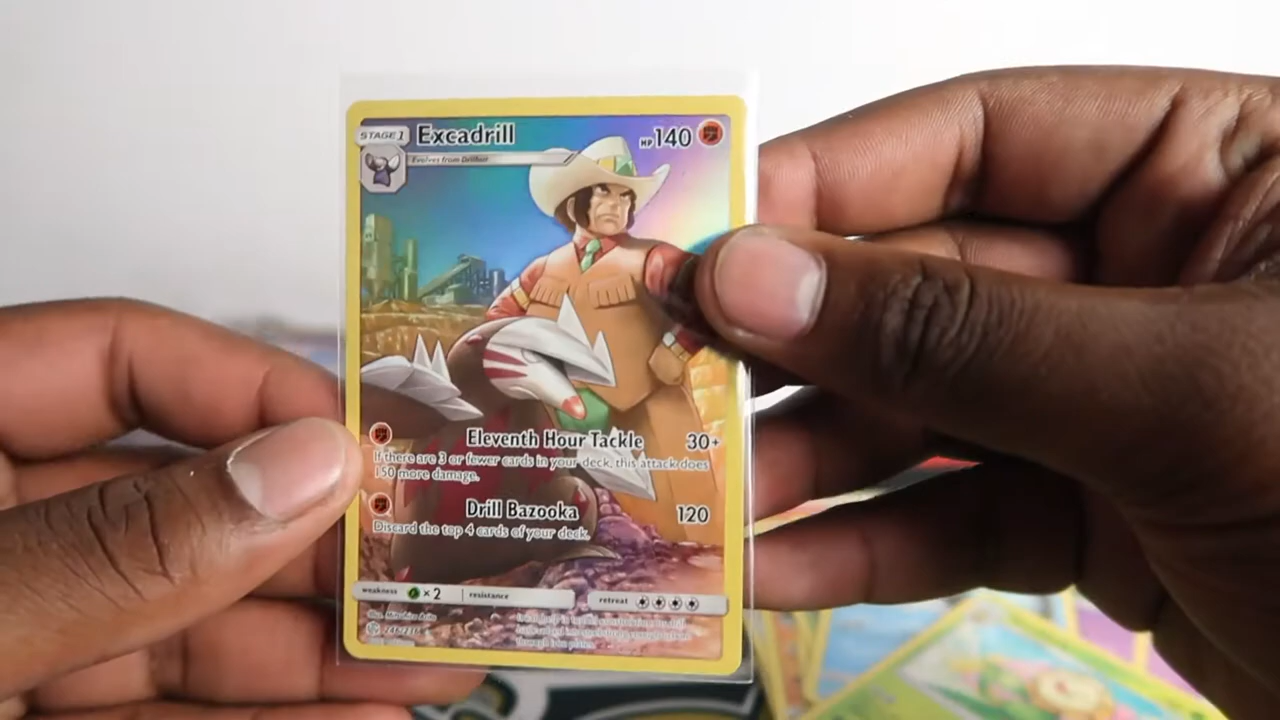 STAGE 1 Excadrill HP 140
Evolves from Drilbur
Eleventh Hour Tackle 30+
If there are 3 or fewer cards in your deck, this attack does
150 more damage.
Drill Bazooka 120
Discard the top 4 cards of your deck.
weakness ×2 resistance retreat